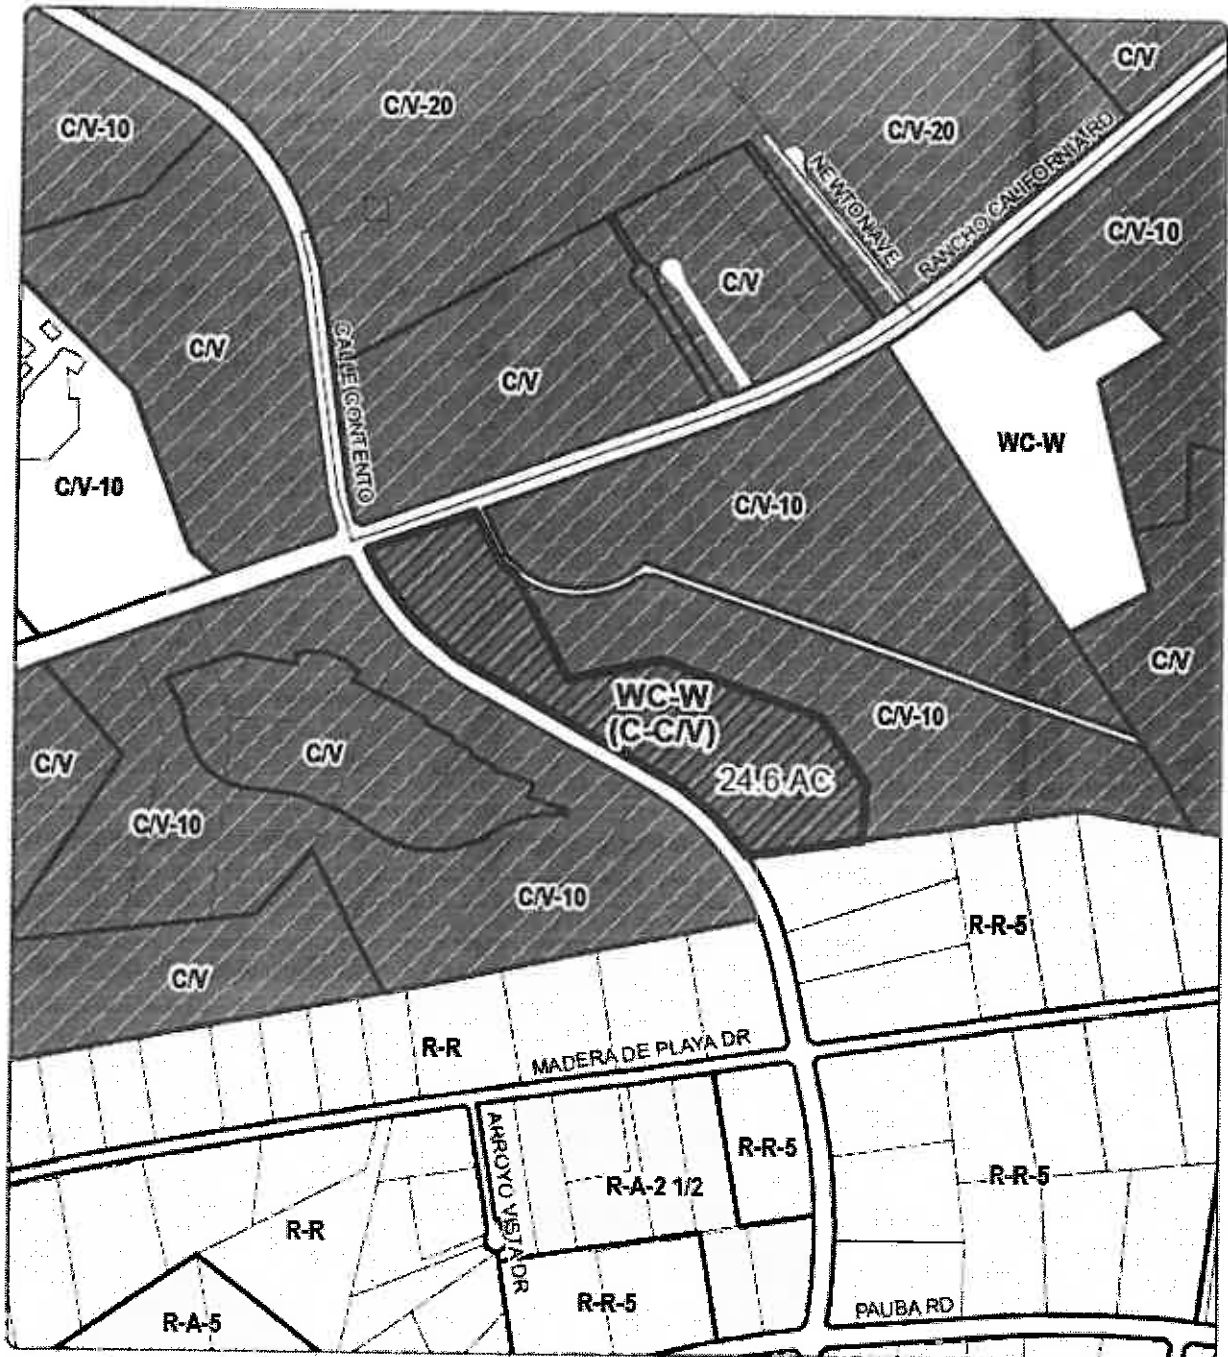 C/V
C/V-10
C/V-20
C/V-20
NEWTON AVE
RANCHO CALIFORNIA RD
C/V-10
C/V
C/V
CALLE CONTENTO
C/V
WC-W
C/V-10
C/V-10
C/V
WC-W
(C-C/V)
C/V-10
C/V
C/V
24.6 AC
C/V-10
C/V-10
R-R-5
C/V
R-R
MADERA DE PLAYA DR
ARROYO VISTA DR
R-R-5
R-A-2 1/2
R-R-5
R-R
R-R-5
PAUBA RD
R-A-5